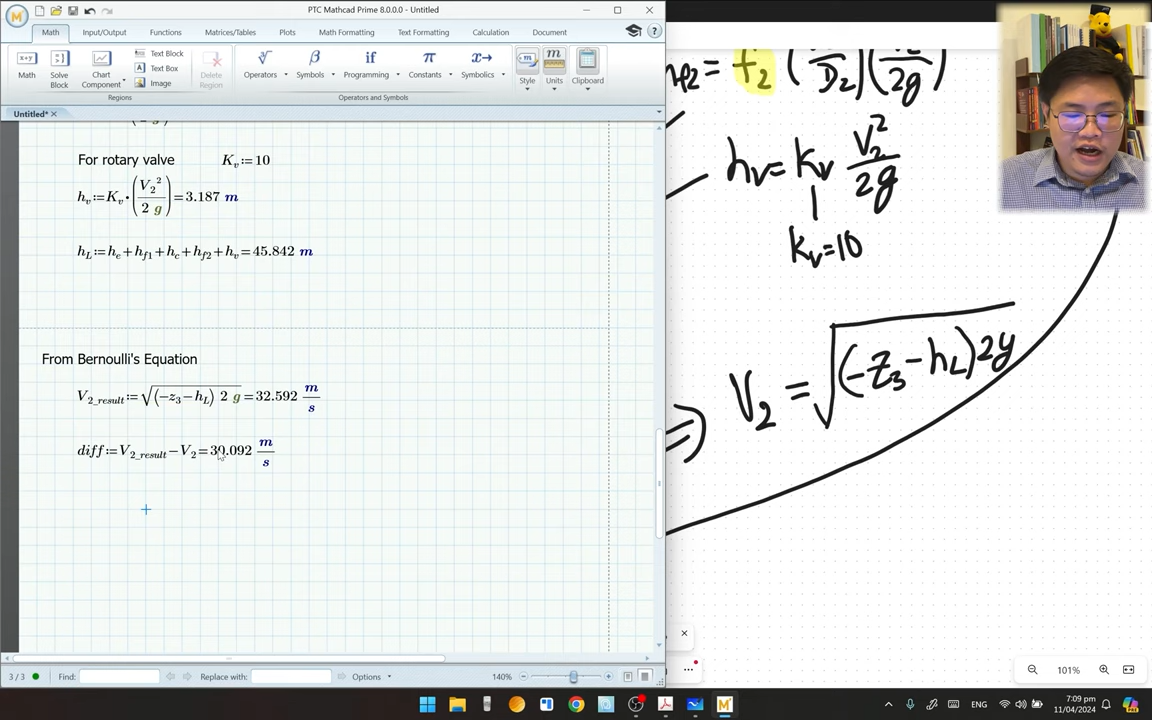 PTC Mathcad Prime 8.0.0.0 - Untitled
Math
Input/Output
Functions
Matrices/Tables
Plots
Math Formatting
Text Formatting
Calculation
Document
Math
Solve Block
Chart Component
Text Block
Text Box
Image
Delete Region
Operators
Symbols
Programming
Constants
Symbolics
Style
Units
Clipboard
Regions
Operators and Symbols
Untitled*
For rotary valve K_v:=10
h_v:=K_v·(V_2^2/2 g)=3.187 m
h_L:=h_e+h_f1+h_c+h_f2+h_v=45.842 m
From Bernoulli's Equation
V_2_result:=√((-z_3-h_L) 2 g)=32.592 m/s
diff:=V_2_result-V_2=30.092 m/s
3 / 3
Find:
Replace with:
Options
140%
f_2 ( /D_2)( /2g)
h_v=k_v V_2^2/2g
k_v=10
⇒ V_2 = √((-z_3-h_L)2g)
101%
ENG
7:09 pm
11/04/2024